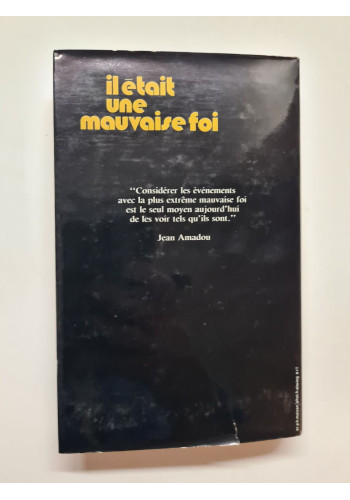 il était
une
mauvaise foi
“Considérer les événements
avec la plus extrême mauvaise foi
est le seul moyen aujourd'hui
de les voir tels qu'ils sont.”
Jean Amadou